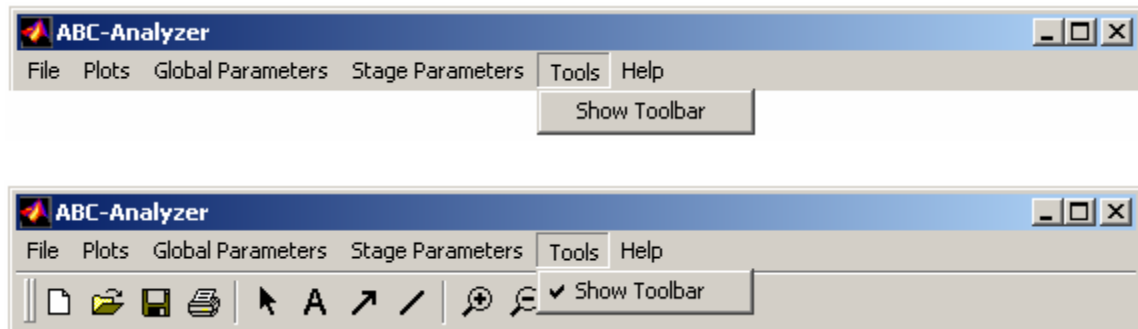 ABC-Analyzer
File Plots Global Parameters Stage Parameters Tools Help
Show Toolbar
ABC-Analyzer
File Plots Global Parameters Stage Parameters Tools Help
A
✔ Show Toolbar